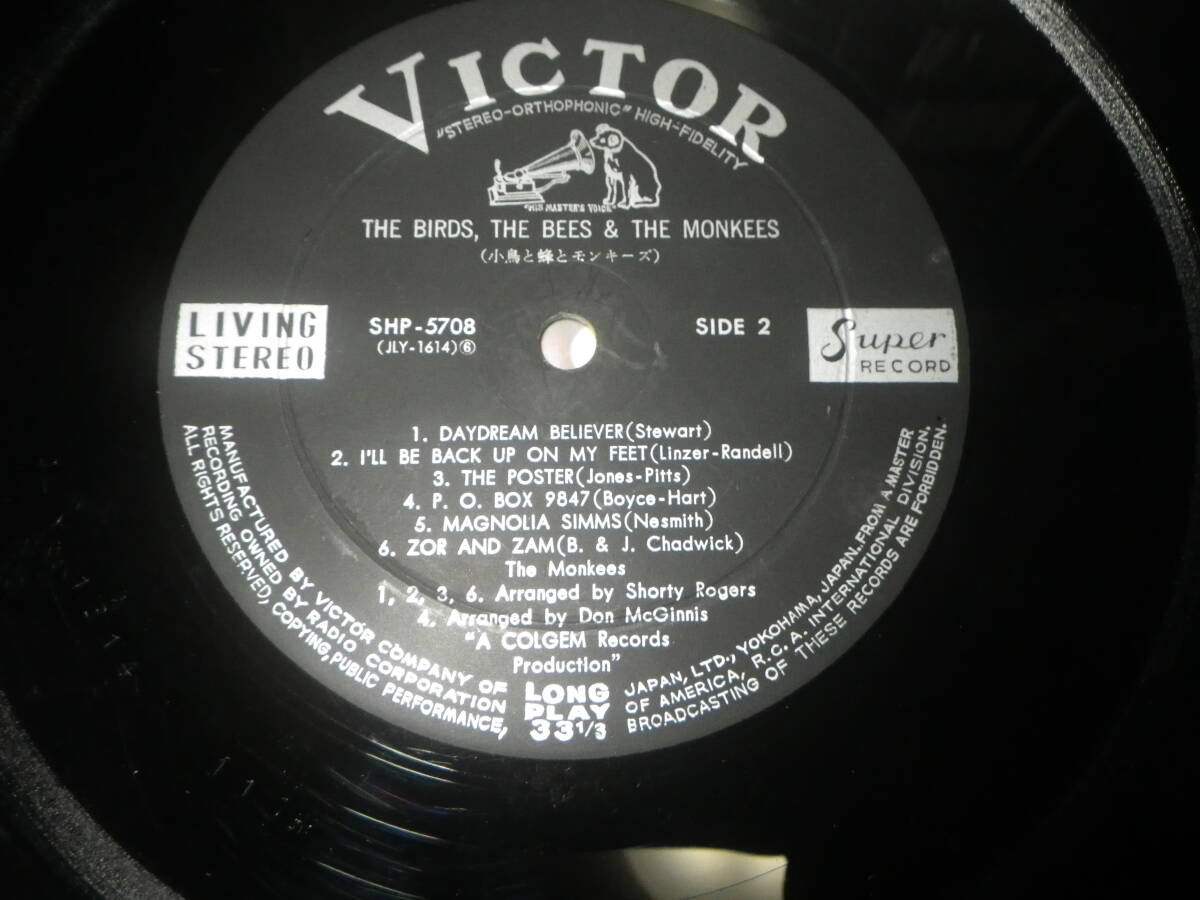 VICTOR
"STEREO-ORTHOPHONIC" HIGH-FIDELITY
"HIS MASTER'S VOICE"
THE BIRDS, THE BEES & THE MONKEES
(小鳥と蜂とモンキーズ)
LIVING
STEREO
SHP-5708
(JLY-1614)⑥
SIDE 2
Super
RECORD
1. DAYDREAM BELIEVER(Stewart)
2. I'LL BE BACK UP ON MY FEET(Linzer-Randell)
3. THE POSTER(Jones-Pitts)
4. P. O. BOX 9847(Boyce-Hart)
5. MAGNOLIA SIMMS(Nesmith)
6. ZOR AND ZAM(B. & J. Chadwick)
The Monkees
1, 2, 3, 6. Arranged by Shorty Rogers
4. Arranged by Don McGinnis
"A COLGEM Records
Production"
LONG
PLAY
33 1/3
MANUFACTURED BY VICTOR COMPANY OF JAPAN, LTD., YOKOHAMA, JAPAN. FROM A MASTER
RECORDING OWNED BY RADIO CORPORATION OF AMERICA, R.C.A. INTERNATIONAL DIVISION.
ALL RIGHTS RESERVED, COPYING, PUBLIC PERFORMANCE, BROADCASTING OF THESE RECORDS ARE FORBIDDEN.